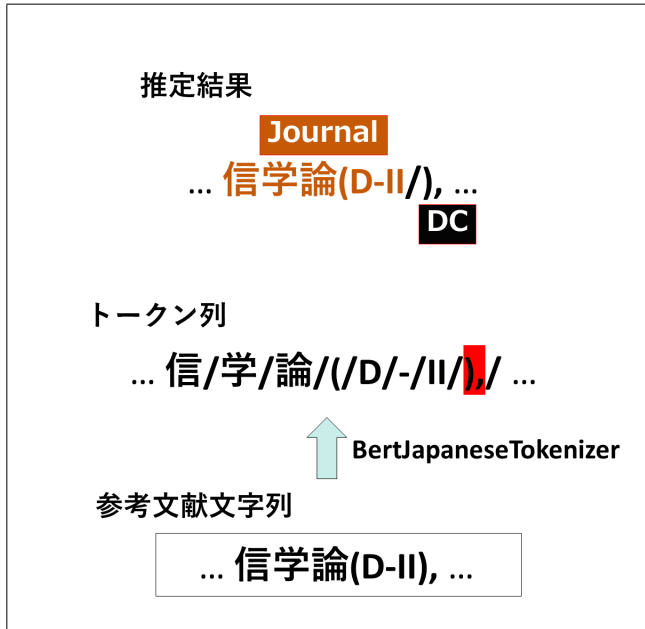 推定結果
Journal
... 信学論(D-II/), ...
DC
トークン列
... 信/学/論/(/D/-/II/),/ ...
BertJapaneseTokenizer
参考文献文字列
... 信学論(D-II), ...